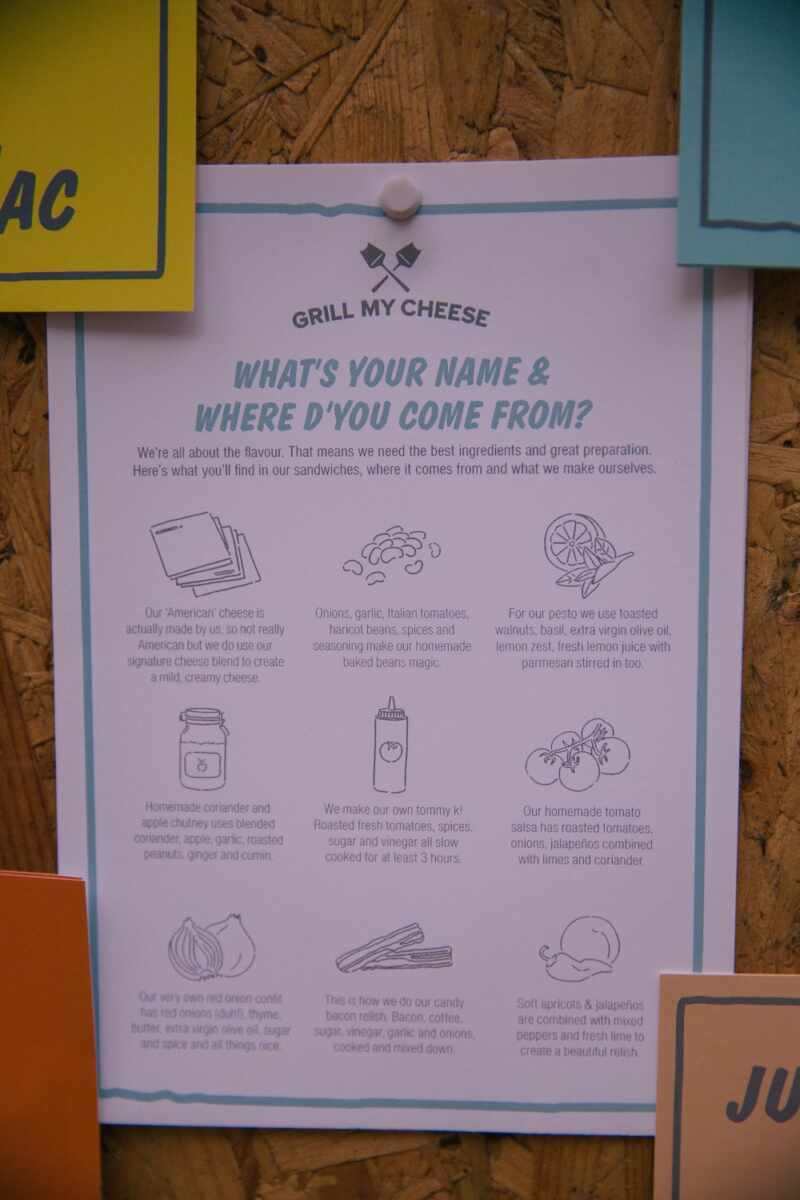 AC
GRILL MY CHEESE
WHAT'S YOUR NAME &
WHERE D'YOU COME FROM?
We're all about the flavour. That means we need the best ingredients and great preparation.
Here's what you'll find in our sandwiches, where it comes from and what we make ourselves.
Our 'American' cheese is
actually made by us, so not really
American but we do use our
signature cheese blend to create
a mild, creamy cheese.
Onions, garlic, Italian tomatoes,
haricot beans, spices and
seasoning make our homemade
baked beans magic.
For our pesto we use toasted
walnuts, basil, extra virgin olive oil,
lemon zest, fresh lemon juice with
parmesan stirred in too.
Homemade coriander and
apple chutney uses blended
coriander, apple, garlic, roasted
peanuts, ginger and cumin.
We make our own tommy k!
Roasted fresh tomatoes, spices,
sugar and vinegar all slow
cooked for at least 3 hours.
Our homemade tomato
salsa has roasted tomatoes,
onions, jalapeños combined
with limes and coriander.
Our very own red onion confit
has red onions (duh!), thyme,
butter, extra virgin olive oil, sugar
and spice and all things nice.
This is how we do our candy
bacon relish. Bacon, coffee,
sugar, vinegar, garlic and onions,
cooked and mixed down.
Soft apricots & jalapeños
are combined with mixed
peppers and fresh lime to
create a beautiful relish.
JU